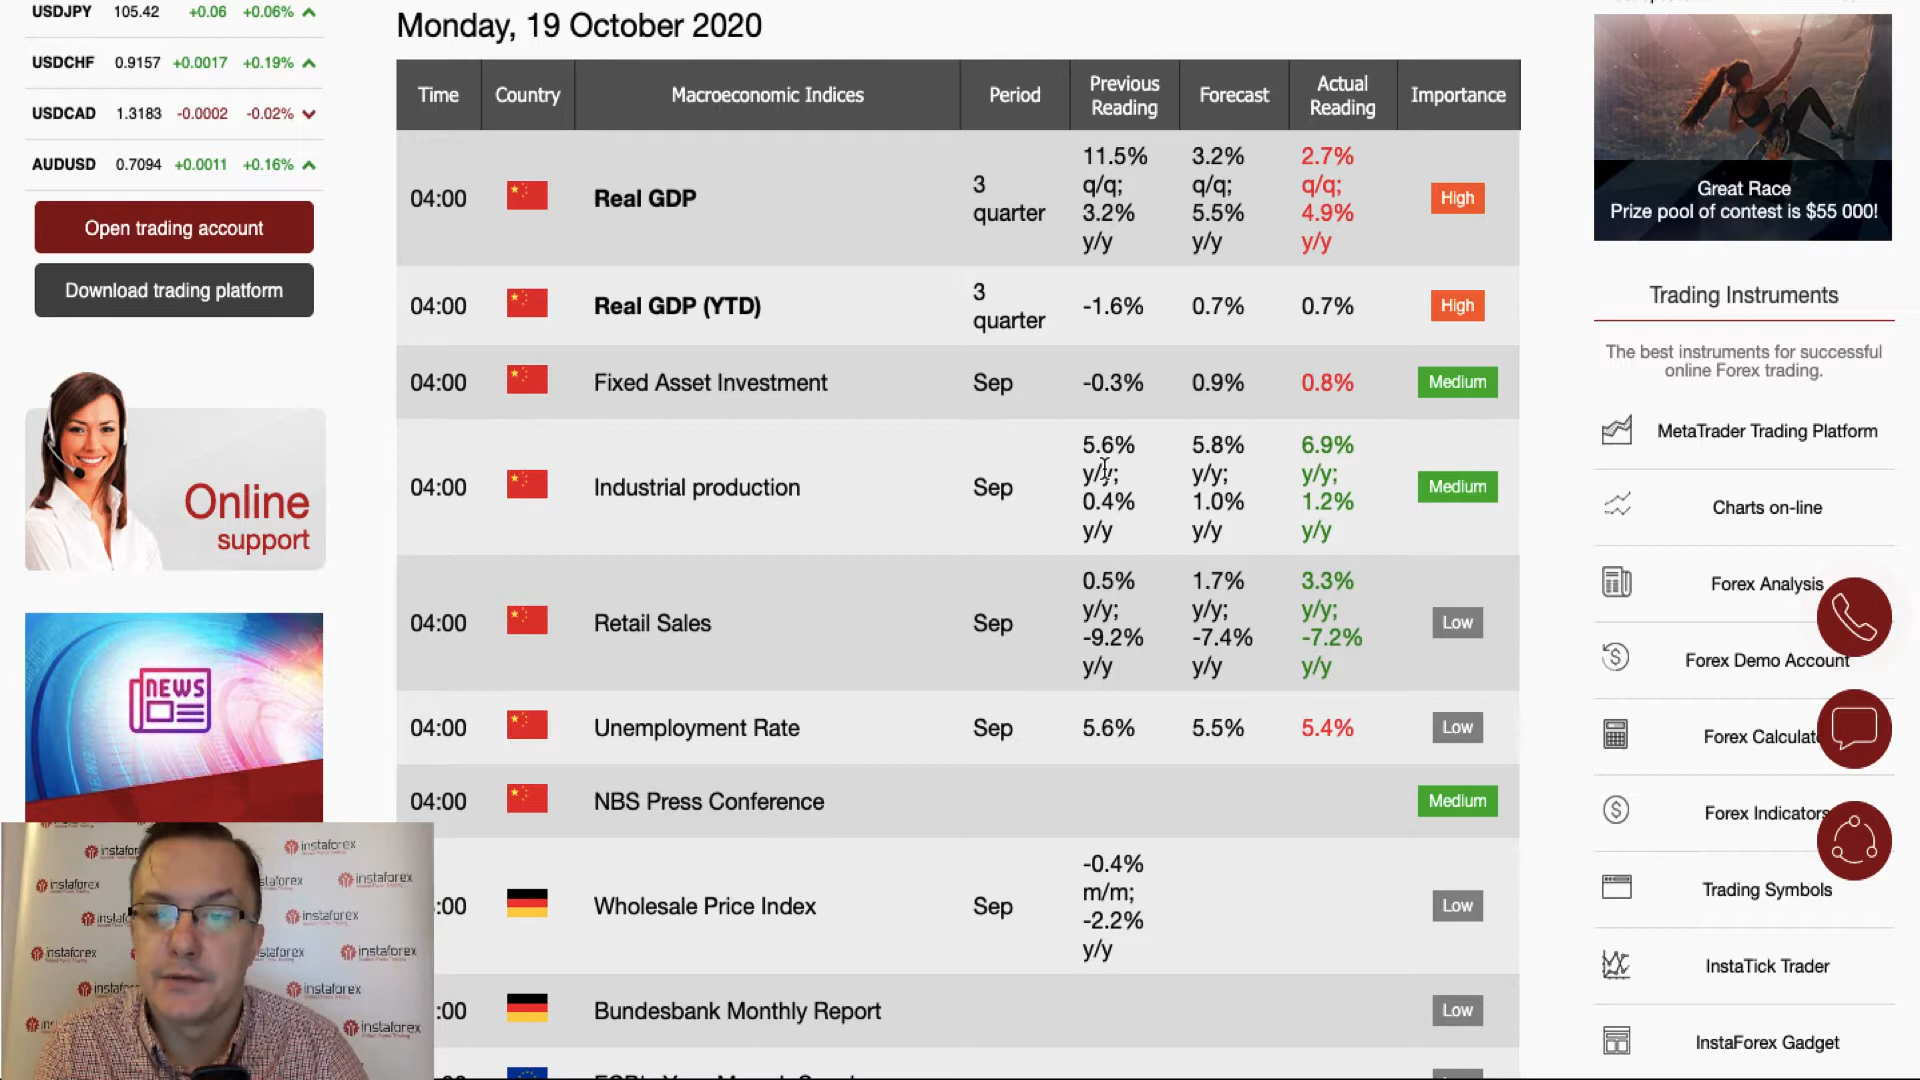 USDJPY 105.42 +0.06 +0.06%
USDCHF 0.9157 +0.0017 +0.19%
USDCAD 1.3183 -0.0002 -0.02%
AUDUSD 0.7094 +0.0011 +0.16%
Open trading account
Download trading platform
Online
support
NEWS
Monday, 19 October 2020
Time Country Macroeconomic Indices Period Previous Reading Forecast Actual Reading Importance
04:00 Real GDP 3 quarter 11.5% q/q; 3.2% y/y 3.2% q/q; 5.5% y/y 2.7% q/q; 4.9% y/y High
04:00 Real GDP (YTD) 3 quarter -1.6% 0.7% 0.7% High
04:00 Fixed Asset Investment Sep -0.3% 0.9% 0.8% Medium
04:00 Industrial production Sep 5.6% y/y; 0.4% y/y 5.8% y/y; 1.0% y/y 6.9% y/y; 1.2% y/y Medium
04:00 Retail Sales Sep 0.5% y/y; -9.2% y/y 1.7% y/y; -7.4% y/y 3.3% y/y; -7.2% y/y Low
04:00 Unemployment Rate Sep 5.6% 5.5% 5.4% Low
04:00 NBS Press Conference Medium
:00 Wholesale Price Index Sep -0.4% m/m; -2.2% y/y Low
:00 Bundesbank Monthly Report Low
Great Race
Prize pool of contest is $55 000!
Trading Instruments
The best instruments for successful
online Forex trading.
MetaTrader Trading Platform
Charts on-line
Forex Analysis
Forex Demo Account
Forex Calculat
Forex Indicators
Trading Symbols
InstaTick Trader
InstaForex Gadget
instaforex
instaforex
instaforex
instaforex
instaforex
instaforex
instaforex
instaforex
instaforex